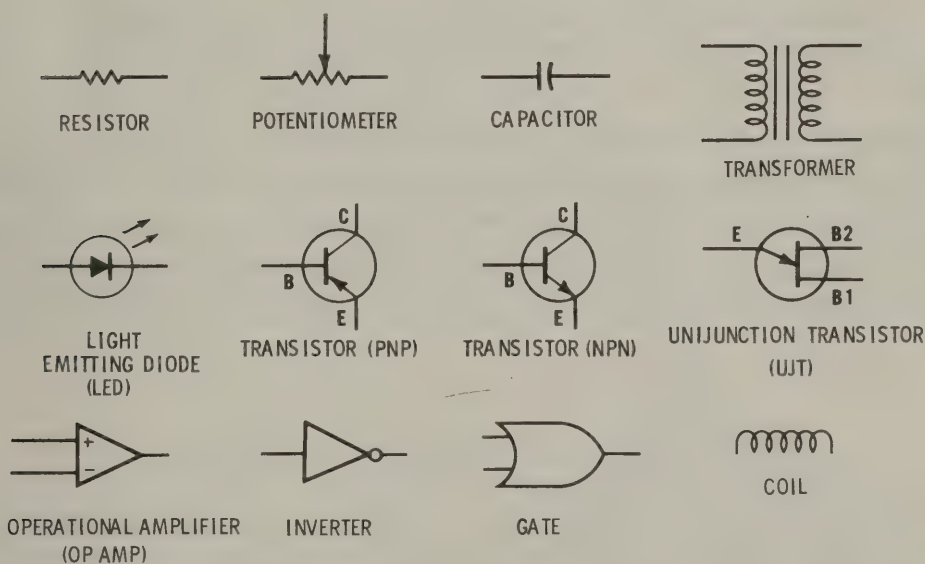 RESISTOR
POTENTIOMETER
CAPACITOR
TRANSFORMER
C
B
E
C
B
E
E
B2
B1
LIGHT
EMITTING DIODE
(LED)
TRANSISTOR (PNP)
TRANSISTOR (NPN)
UNIJUNCTION TRANSISTOR
(UJT)
+
−
OPERATIONAL AMPLIFIER
(OP AMP)
INVERTER
GATE
COIL